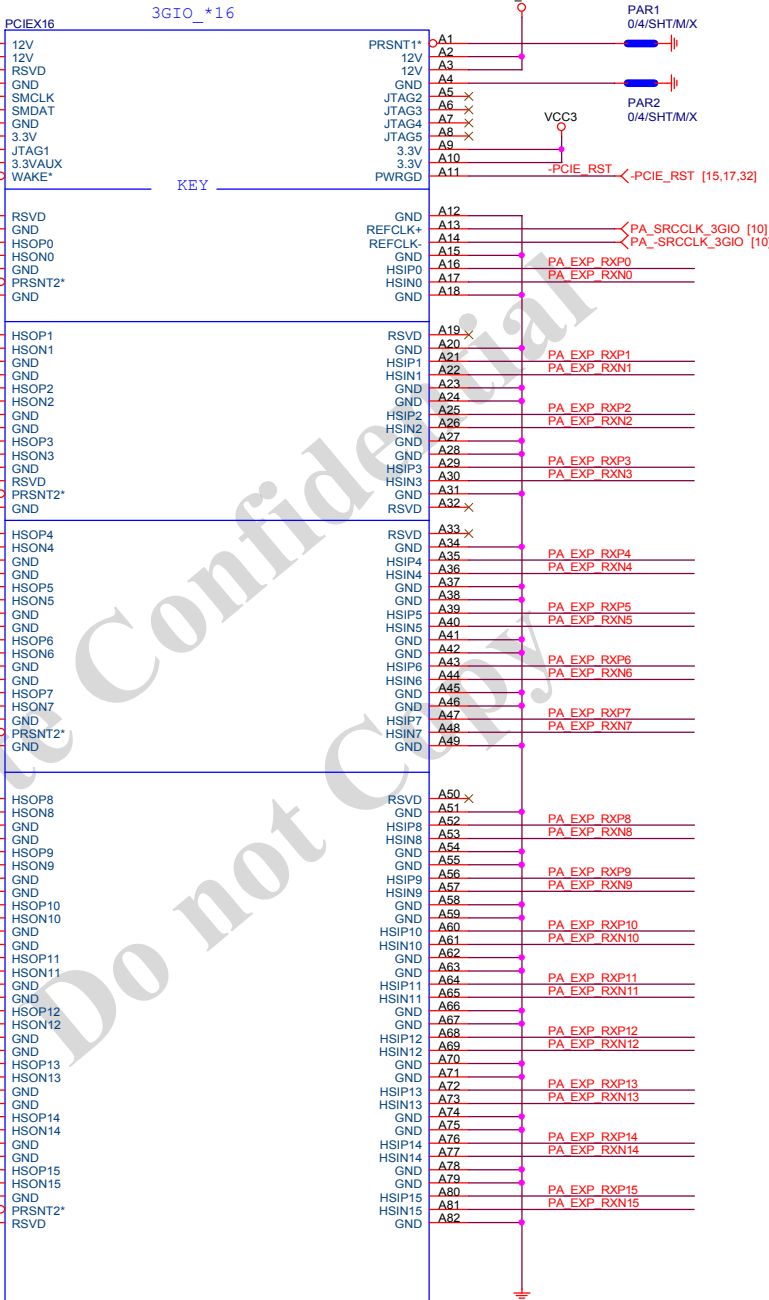 3GIO_*16
PCIEX16
PAR1
0/4/SHT/M/X
12V PRSNT1* A1
12V 12V A2
RSVD 12V A3
GND GND A4
SMCLK JTAG2 A5
SMDAT JTAG3 A6
GND JTAG4 A7
3.3V JTAG5 A8
JTAG1 3.3V A9
3.3VAUX 3.3V A10
WAKE* PWRGD A11 -PCIE_RST -PCIE_RST [15,17,32]
PAR2
0/4/SHT/M/X
VCC3
KEY
RSVD GND A12
GND REFCLK+ A13 PA_SRCCLK_3GIO [10]
HSOP0 REFCLK- A14 PA_-SRCCLK_3GIO [10]
HSON0 GND A15
GND HSIP0 A16 PA_EXP_RXP0
PRSNT2* HSIN0 A17 PA_EXP_RXN0
GND GND A18
HSOP1 RSVD A19
HSON1 GND A20
GND HSIP1 A21 PA_EXP_RXP1
GND HSIN1 A22 PA_EXP_RXN1
HSOP2 GND A23
HSON2 GND A24
GND HSIP2 A25 PA_EXP_RXP2
GND HSIN2 A26 PA_EXP_RXN2
HSOP3 GND A27
HSON3 GND A28
GND HSIP3 A29 PA_EXP_RXP3
RSVD HSIN3 A30 PA_EXP_RXN3
PRSNT2* GND A31
GND RSVD A32
HSOP4 RSVD A33
HSON4 GND A34
GND HSIP4 A35 PA_EXP_RXP4
GND HSIN4 A36 PA_EXP_RXN4
HSOP5 GND A37
HSON5 GND A38
GND HSIP5 A39 PA_EXP_RXP5
GND HSIN5 A40 PA_EXP_RXN5
HSOP6 GND A41
HSON6 GND A42
GND HSIP6 A43 PA_EXP_RXP6
GND HSIN6 A44 PA_EXP_RXN6
HSOP7 GND A45
HSON7 GND A46
GND HSIP7 A47 PA_EXP_RXP7
PRSNT2* HSIN7 A48 PA_EXP_RXN7
GND GND A49
HSOP8 RSVD A50
HSON8 GND A51
GND HSIP8 A52 PA_EXP_RXP8
GND HSIN8 A53 PA_EXP_RXN8
HSOP9 GND A54
HSON9 GND A55
GND HSIP9 A56 PA_EXP_RXP9
GND HSIN9 A57 PA_EXP_RXN9
HSOP10 GND A58
HSON10 GND A59
GND HSIP10 A60 PA_EXP_RXP10
GND HSIN10 A61 PA_EXP_RXN10
HSOP11 GND A62
HSON11 GND A63
GND HSIP11 A64 PA_EXP_RXP11
GND HSIN11 A65 PA_EXP_RXN11
HSOP12 GND A66
HSON12 GND A67
GND HSIP12 A68 PA_EXP_RXP12
GND HSIN12 A69 PA_EXP_RXN12
HSOP13 GND A70
HSON13 GND A71
GND HSIP13 A72 PA_EXP_RXP13
GND HSIN13 A73 PA_EXP_RXN13
HSOP14 GND A74
HSON14 GND A75
GND HSIP14 A76 PA_EXP_RXP14
GND HSIN14 A77 PA_EXP_RXN14
HSOP15 GND A78
HSON15 GND A79
GND HSIP15 A80 PA_EXP_RXP15
PRSNT2* HSIN15 A81 PA_EXP_RXN15
RSVD GND A82
te Confidential
Do not Copy